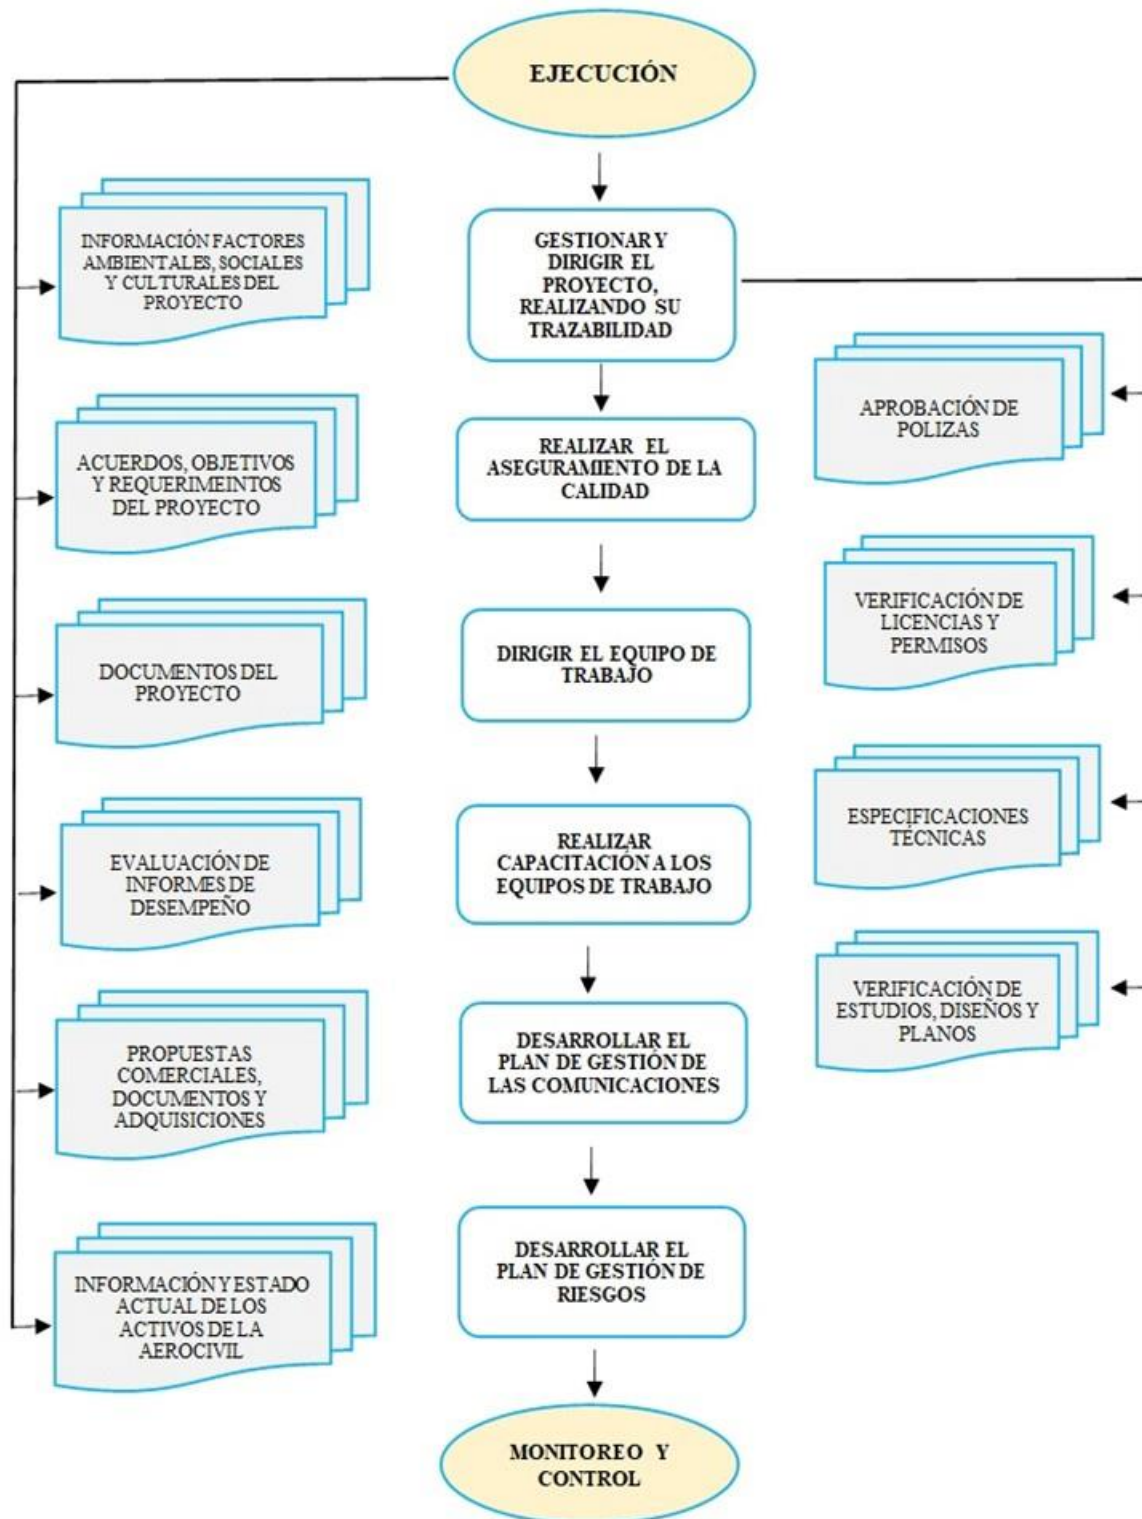 EJECUCIÓN
GESTIONAR Y
DIRIGIR EL
PROYECTO,
REALIZANDO SU
TRAZABILIDAD
REALIZAR EL
ASEGURAMIENTO DE LA
CALIDAD
DIRIGIR EL EQUIPO DE
TRABAJO
REALIZAR
CAPACITACIÓN A LOS
EQUIPOS DE TRABAJO
DESARROLLAR EL
PLAN DE GESTIÓN DE
LAS COMUNICACIONES
DESARROLLAR EL
PLAN DE GESTIÓN DE
RIESGOS
MONITOREO Y
CONTROL
INFORMACIÓN FACTORES
AMBIENTALES, SOCIALES
Y CULTURALES DEL
PROYECTO
ACUERDOS, OBJETIVOS
Y REQUERIMEINTOS
DEL PROYECTO
DOCUMENTOS DEL
PROYECTO
EVALUACIÓN DE
INFORMES DE
DESEMPEÑO
PROPUESTAS
COMERCIALES,
DOCUMENTOS Y
ADQUISICIONES
INFORMACIÓN Y ESTADO
ACTUAL DE LOS
ACTIVOS DE LA
AEROCIVIL
APROBACIÓN DE
POLIZAS
VERIFICACIÓN DE
LICENCIAS Y
PERMISOS
ESPECIFICACIONES
TÉCNICAS
VERIFICACIÓN DE
ESTUDIOS, DISEÑOS Y
PLANOS